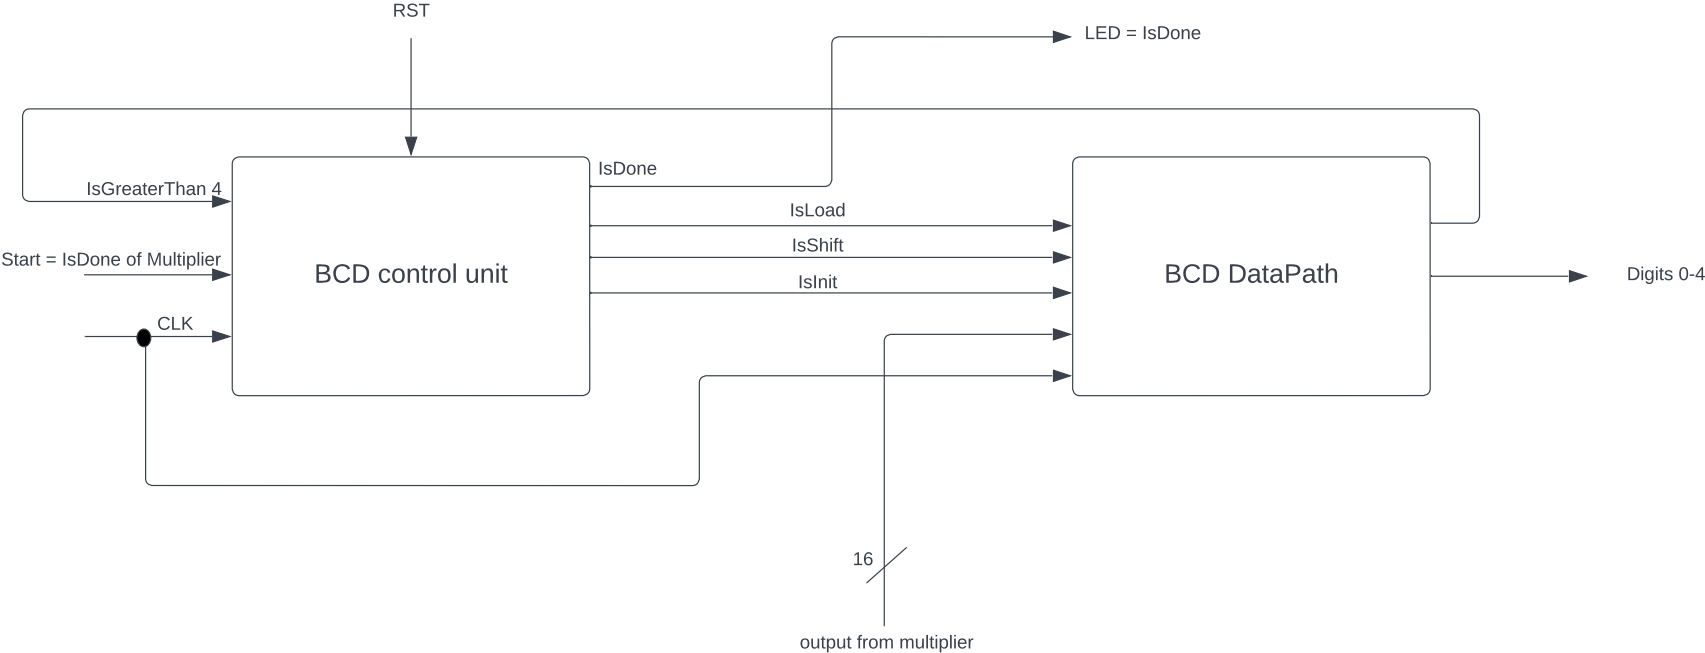 RST
LED = IsDone
IsDone
IsGreaterThan 4
IsLoad
IsShift
Start = IsDone of Multiplier
BCD control unit
IsInit
BCD DataPath
Digits 0-4
CLK
16
output from multiplier